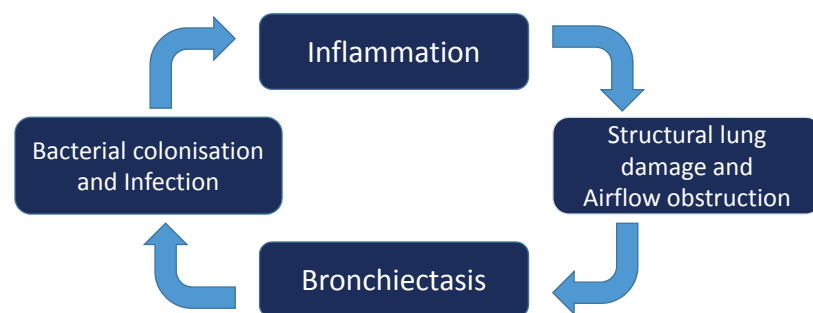 Inflammation
Structural lung
damage and
Airflow obstruction
Bronchiectasis
Bacterial colonisation
and Infection